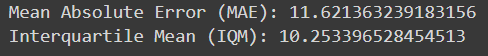 Mean Absolute Error (MAE): 11.621363239183156
Interquartile Mean (IQM): 10.253396528454513